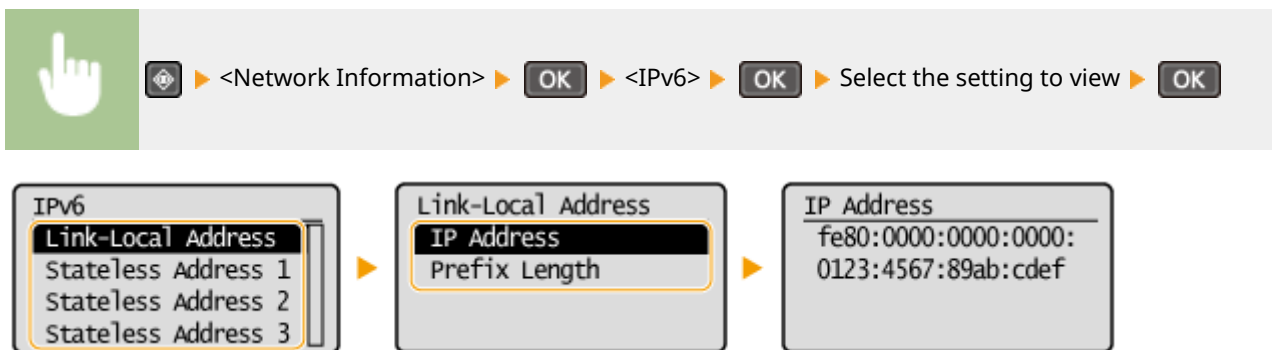 <Network Information> OK <IPv6> OK Select the setting to view OK
IPv6
Link-Local Address
Stateless Address 1
Stateless Address 2
Stateless Address 3
Link-Local Address
IP Address
Prefix Length
IP Address
fe80:0000:0000:0000:
0123:4567:89ab:cdef